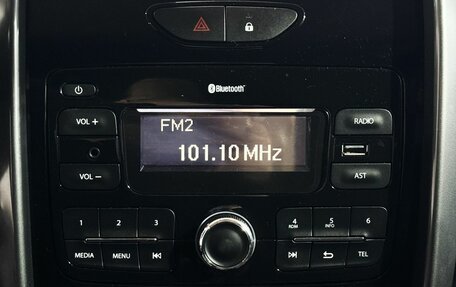 Bluetooth
VOL +
FM2
RADIO
101.10 MHz
VOL –
AST
1 2 3
4 5 6
ROM INFO
MEDIA MENU
TEL